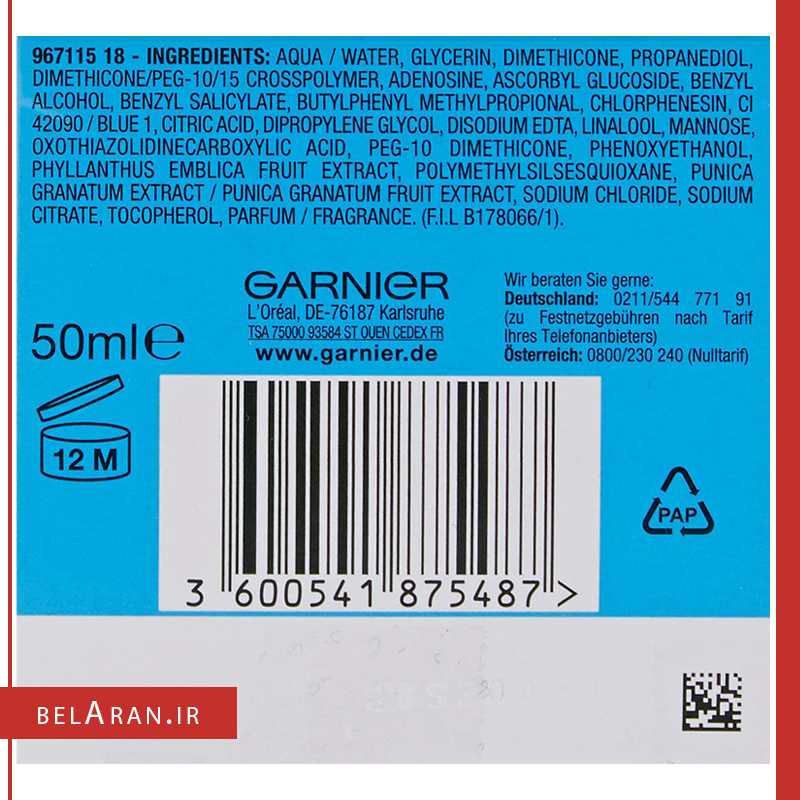 967115 18 - INGREDIENTS: AQUA / WATER, GLYCERIN, DIMETHICONE, PROPANEDIOL,
DIMETHICONE/PEG-10/15 CROSSPOLYMER, ADENOSINE, ASCORBYL GLUCOSIDE, BENZYL
ALCOHOL, BENZYL SALICYLATE, BUTYLPHENYL METHYLPROPIONAL, CHLORPHENESIN, CI
42090 / BLUE 1, CITRIC ACID, DIPROPYLENE GLYCOL, DISODIUM EDTA, LINALOOL, MANNOSE,
OXOTHIAZOLIDINECARBOXYLIC ACID, PEG-10 DIMETHICONE, PHENOXYETHANOL,
PHYLLANTHUS EMBLICA FRUIT EXTRACT, POLYMETHYLSILSESQUIOXANE, PUNICA
GRANATUM EXTRACT / PUNICA GRANATUM FRUIT EXTRACT, SODIUM CHLORIDE, SODIUM
CITRATE, TOCOPHEROL, PARFUM / FRAGRANCE. (F.I.L B178066/1).
GARNIER
L'Oréal, DE-76187 Karlsruhe
TSA 75000 93584 ST OUEN CEDEX FR
www.garnier.de
Wir beraten Sie gerne:
Deutschland: 0211/544 771 91
(zu Festnetzgebühren nach Tarif
Ihres Telefonanbieters)
Österreich: 0800/230 240 (Nulltarif)
50ml℮
12 M
3 600541 875487 >
PAP
BELARAN.IR